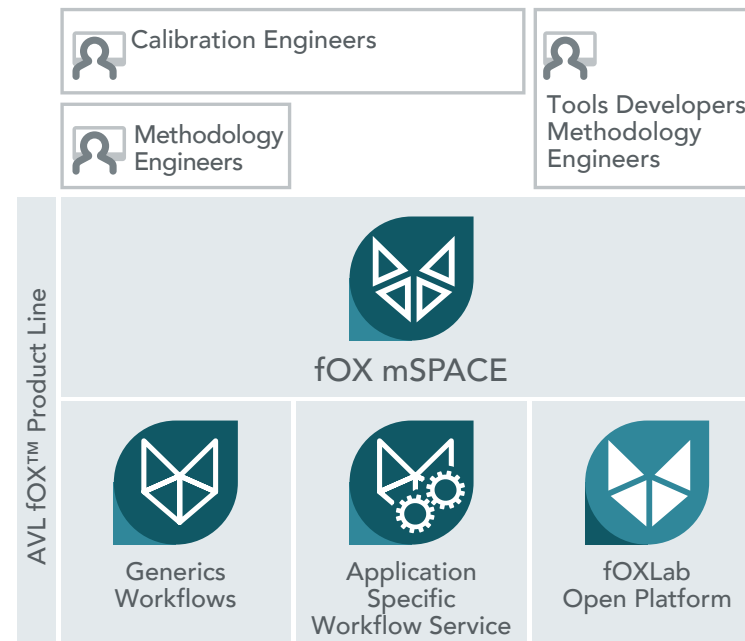 Calibration Engineers
Tools Developers
Methodology
Engineers
Methodology
Engineers
AVL fOX™ Product Line
fOX mSPACE
Generics
Workflows
Application
Specific
Workflow Service
fOXLab
Open Platform